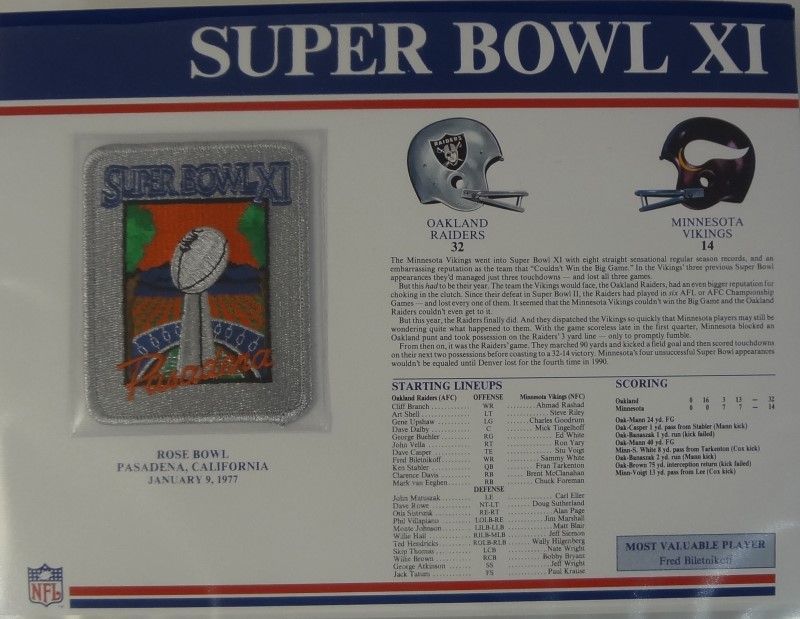 SUPER BOWL XI
SUPER BOWL XI
Pasadena
ROSE BOWL
PASADENA, CALIFORNIA
JANUARY 9, 1977
RAIDERS
OAKLAND
RAIDERS
32
MINNESOTA
VIKINGS
14
The Minnesota Vikings went into Super Bowl XI with eight straight sensational regular season records, and an
embarrassing reputation as the team that "Couldn't Win the Big Game." In the Vikings' three previous Super Bowl
appearances they'd managed just three touchdowns — and lost all three games.
But this had to be their year. The team the Vikings would face, the Oakland Raiders, had an even bigger reputation for
choking in the clutch. Since their defeat in Super Bowl II, the Raiders had played in six AFL or AFC Championship
Games — and lost every one of them. It seemed that the Minnesota Vikings couldn't win the Big Game and the Oakland
Raiders couldn't even get to it.
But this year, the Raiders finally did. And they dispatched the Vikings so quickly that Minnesota players may still be
wondering quite what happened to them. With the game scoreless late in the first quarter, Minnesota blocked an
Oakland punt and took possession on the Raiders' 3 yard line — only to promptly fumble.
From then on, it was the Raiders' game. They marched 90 yards and kicked a field goal and then scored touchdowns
on their next two possessions before coasting to a 32-14 victory. Minnesota's four unsuccessful Super Bowl appearances
wouldn't be equaled until Denver lost for the fourth time in 1990.
STARTING LINEUPS
Oakland Raiders (AFC) OFFENSE Minnesota Vikings (NFC)
Cliff Branch WR Ahmad Rashad
Art Shell LT Steve Riley
Gene Upshaw LG Charles Goodrum
Dave Dalby C Mick Tingelhoff
George Buehler RG Ed White
John Vella RT Ron Yary
Dave Casper TE Stu Voigt
Fred Biletnikoff WR Sammy White
Ken Stabler QB Fran Tarkenton
Clarence Davis RB Brent McClanahan
Mark van Eeghen RB Chuck Foreman
DEFENSE
John Matuszak LE Carl Eller
Dave Rowe NT-LT Doug Sutherland
Otis Sistrunk RE-RT Alan Page
Phil Villapiano LOLB-RE Jim Marshall
Monte Johnson LILB-LLB Matt Blair
Willie Hall RILB-MLB Jeff Siemon
Ted Hendricks ROLB-RLB Wally Hilgenberg
Skip Thomas LCB Nate Wright
Willie Brown RCB Bobby Bryant
George Atkinson SS Jeff Wright
Jack Tatum FS Paul Krause
SCORING
Oakland 0 16 3 13 — 32
Minnesota 0 0 7 7 — 14
Oak-Mann 24 yd. FG
Oak-Casper 1 yd. pass from Stabler (Mann kick)
Oak-Banaszak 1 yd. run (kick failed)
Oak-Mann 40 yd. FG
Minn-S. White 8 yd. pass from Tarkenton (Cox kick)
Oak-Banaszak 2 yd. run (Mann kick)
Oak-Brown 75 yd. interception return (kick failed)
Minn-Voigt 13 yd. pass from Lee (Cox kick)
MOST VALUABLE PLAYER
Fred Biletnikoff
NFL